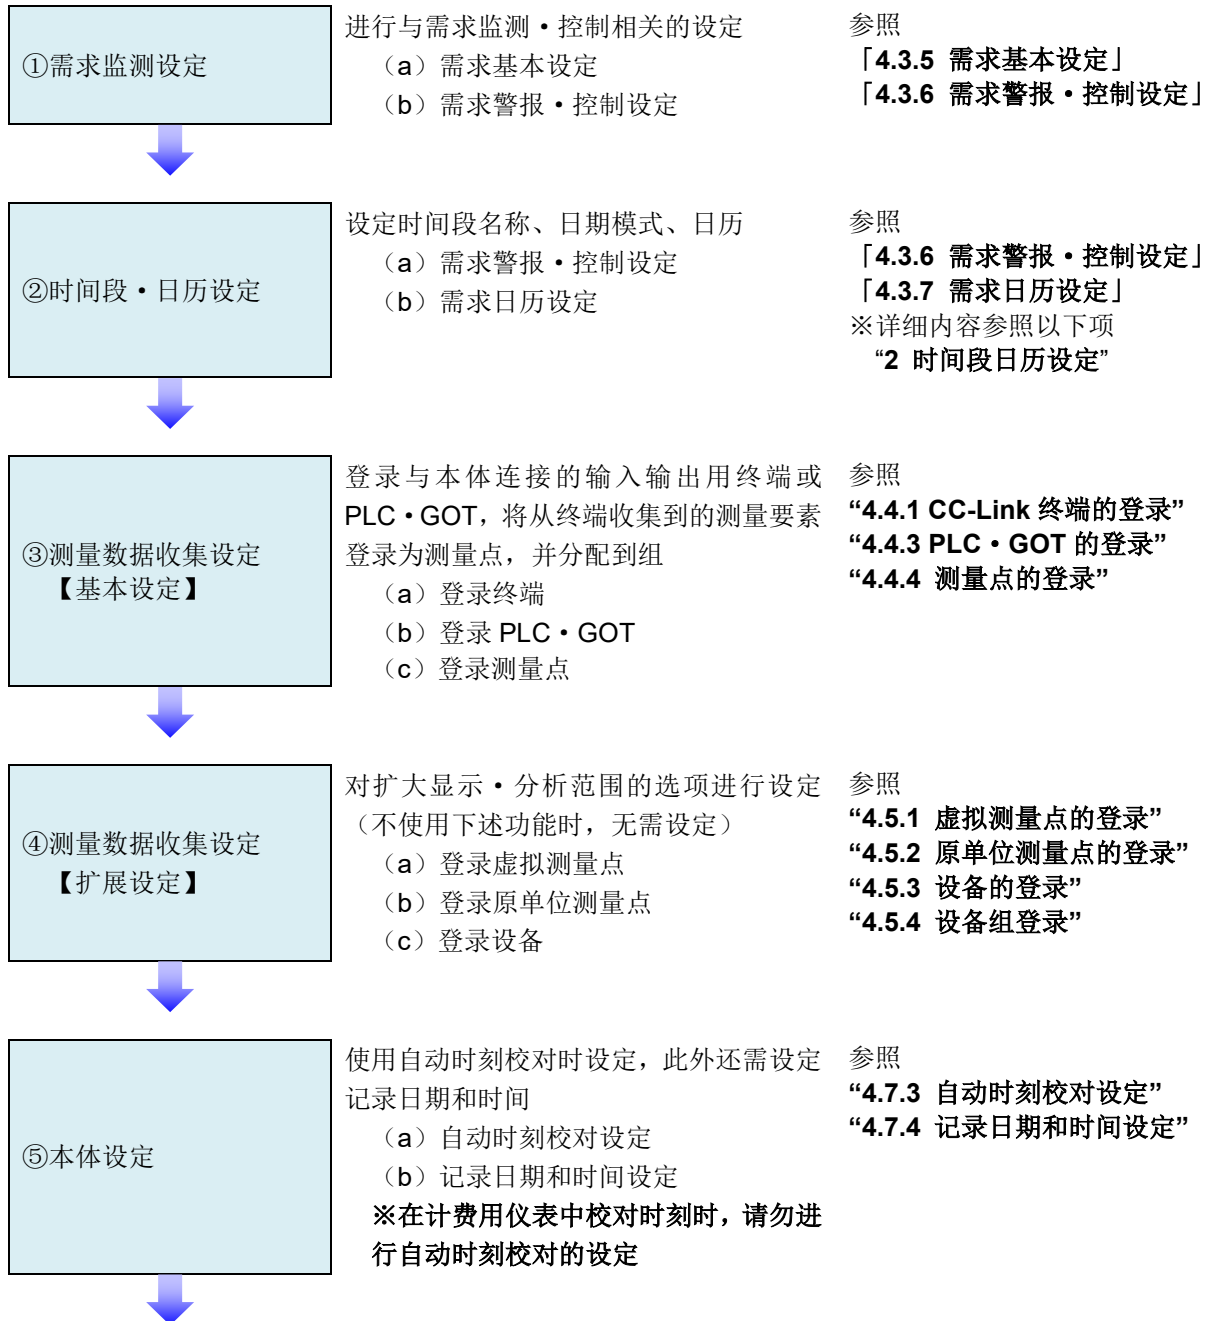 ①需求监测设定
进行与需求监测・控制相关的设定
（a）需求基本设定
（b）需求警报・控制设定
参照
「4.3.5 需求基本设定」
「4.3.6 需求警报・控制设定」
②时间段・日历设定
设定时间段名称、日期模式、日历
（a）需求警报・控制设定
（b）需求日历设定
参照
「4.3.6 需求警报・控制设定」
「4.3.7 需求日历设定」
※详细内容参照以下项
“2 时间段日历设定”
③测量数据收集设定
【基本设定】
登录与本体连接的输入输出用终端或
PLC・GOT，将从终端收集到的测量要素
登录为测量点，并分配到组
（a）登录终端
（b）登录 PLC・GOT
（c）登录测量点
参照
“4.4.1 CC-Link 终端的登录”
“4.4.3 PLC・GOT 的登录”
“4.4.4 测量点的登录”
④测量数据收集设定
【扩展设定】
对扩大显示・分析范围的选项进行设定
（不使用下述功能时，无需设定）
（a）登录虚拟测量点
（b）登录原单位测量点
（c）登录设备
参照
“4.5.1 虚拟测量点的登录”
“4.5.2 原单位测量点的登录”
“4.5.3 设备的登录”
“4.5.4 设备组登录”
⑤本体设定
使用自动时刻校对时设定，此外还需设定
记录日期和时间
（a）自动时刻校对设定
（b）记录日期和时间设定
※在计费用仪表中校对时刻时，请勿进
行自动时刻校对的设定
参照
“4.7.3 自动时刻校对设定”
“4.7.4 记录日期和时间设定”